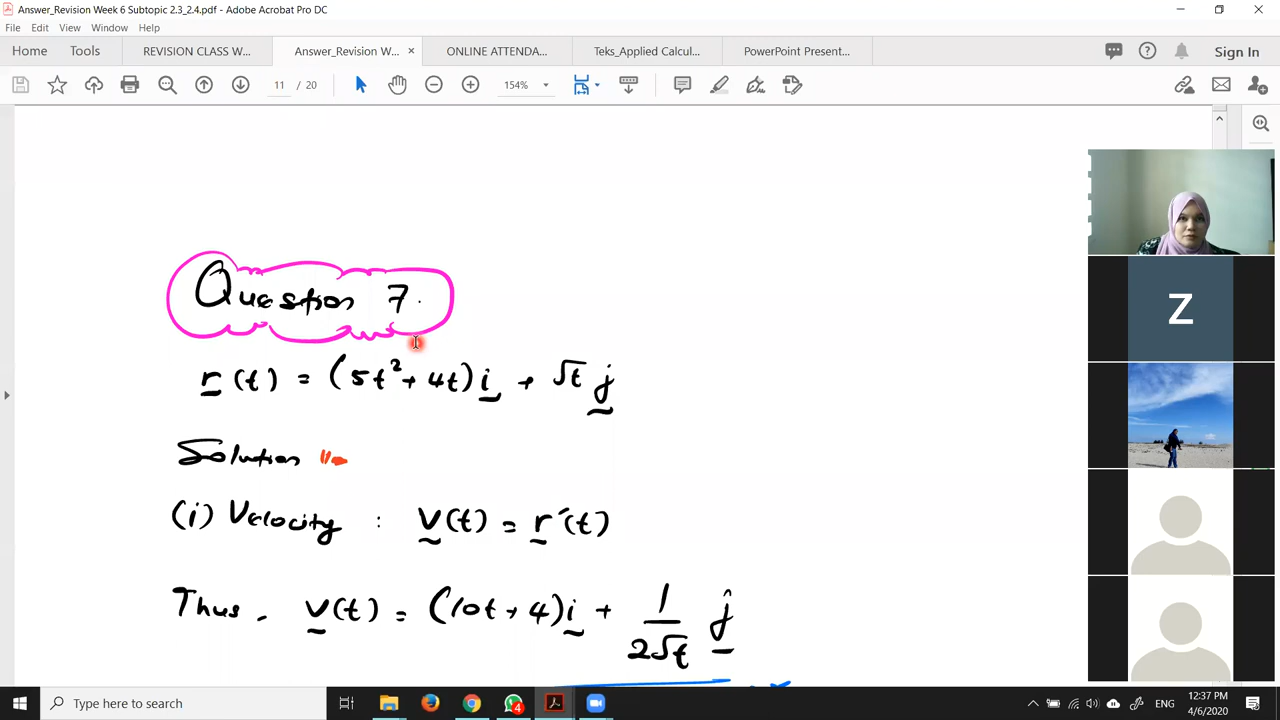 Answer_Revision Week 6 Subtopic 2.3_2.4.pdf - Adobe Acrobat Pro DC
File Edit View Window Help
Home Tools REVISION CLASS W... Answer_Revision W... × ONLINE ATTENDA... Teks_Applied Calcul... PowerPoint Present... Sign In
11 / 20 154%
Question 7.
r(t) = (5t²+4t)i + √t j
Solution
(i) Velocity : v(t) = r'(t)
Thus, v(t) = (10t+4)i + 1/2√t j
Z
Type here to search
ENG
12:37 PM
4/6/2020